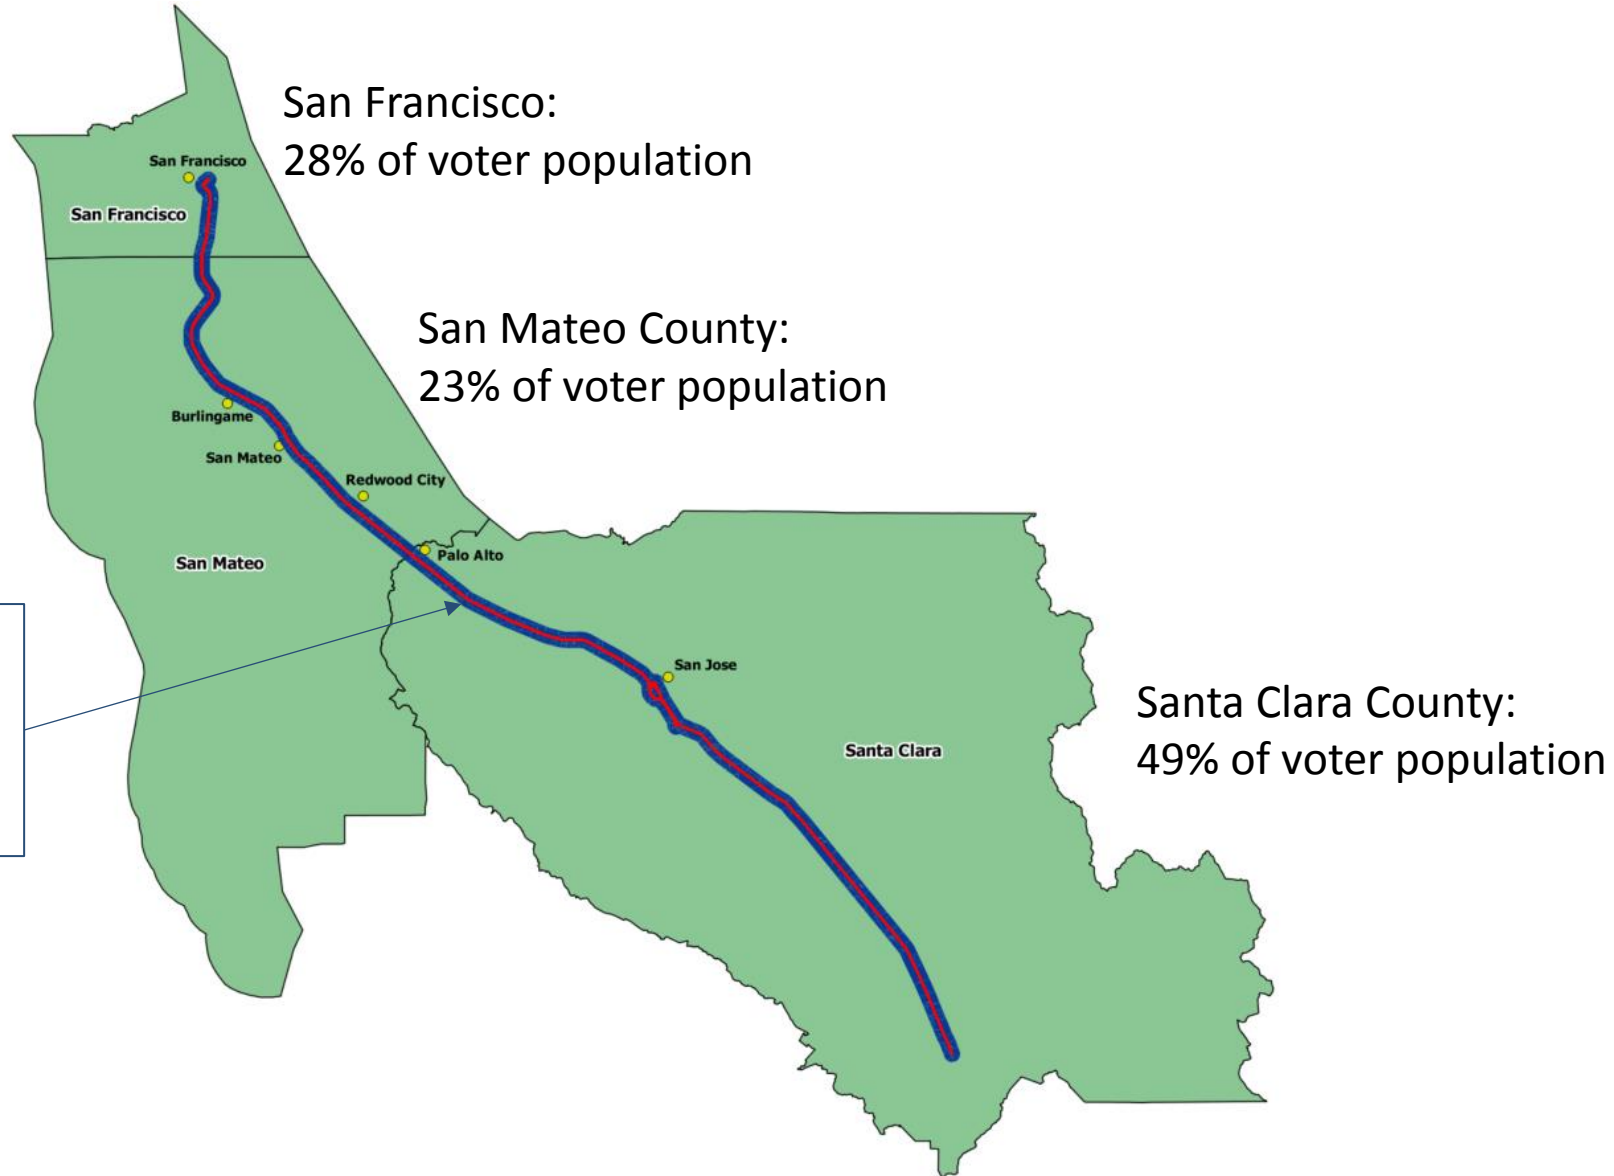 San Francisco:
28% of voter population
San Francisco
San Francisco
San Mateo County:
23% of voter population
Burlingame
San Mateo
Redwood City
Palo Alto
San Mateo
San Jose
Santa Clara County:
49% of voter population
Santa Clara